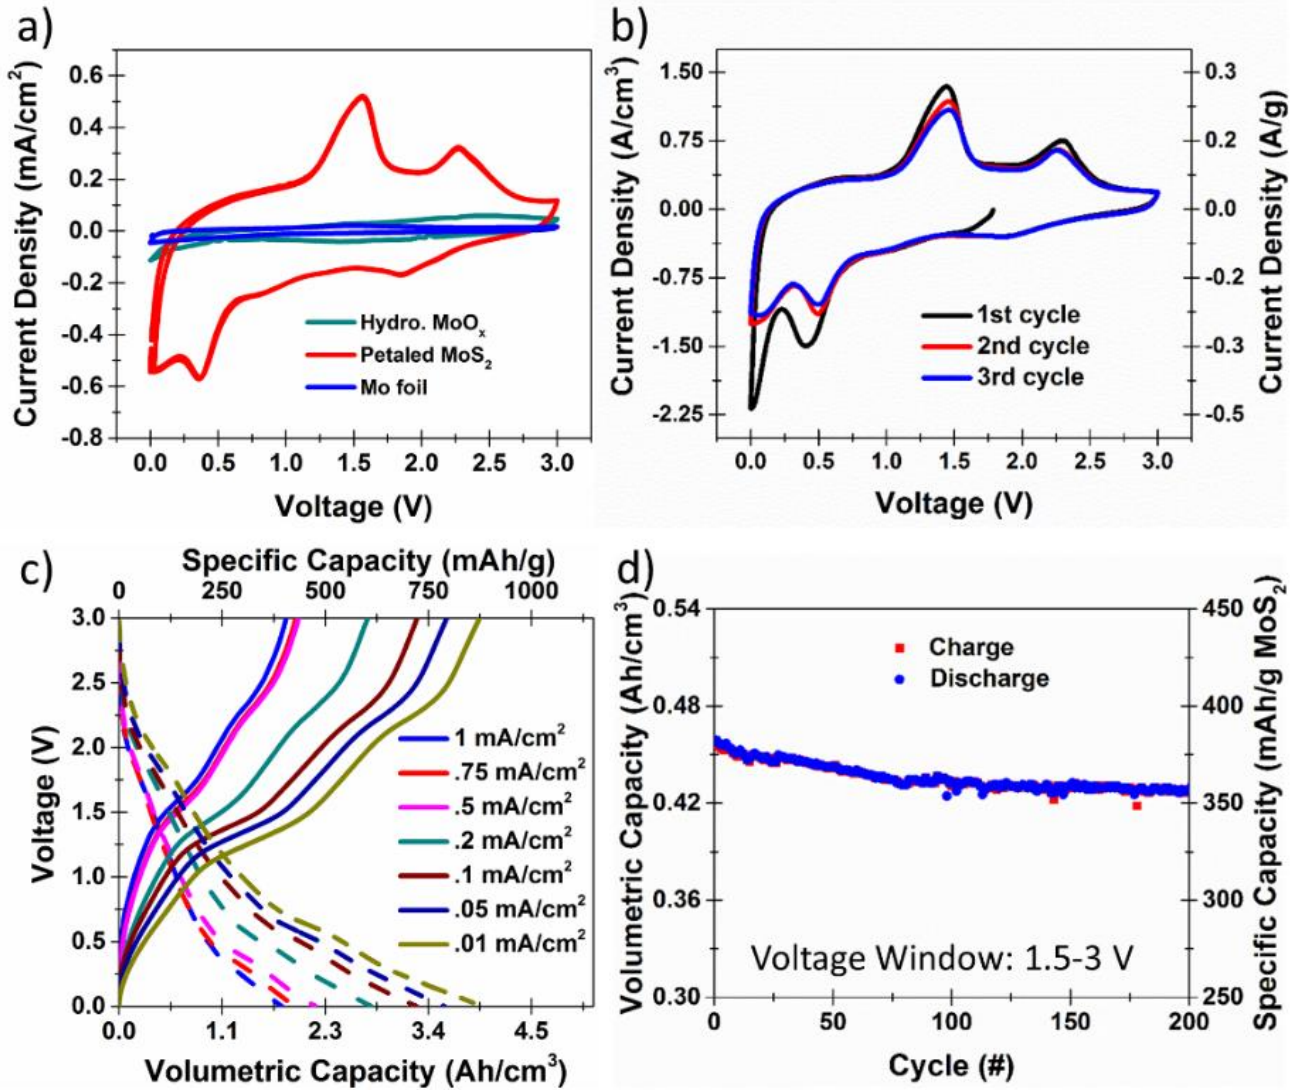 a)
Current Density (mA/cm²)
0.6
0.4
0.2
0.0
-0.2
-0.4
-0.6
-0.8
Hydro. MoOₓ
Petaled MoS₂
Mo foil
0.0 0.5 1.0 1.5 2.0 2.5 3.0
Voltage (V)
b)
Current Density (A/cm³)
1.50
0.75
0.00
-0.75
-1.50
-2.25
1st cycle
2nd cycle
3rd cycle
0.3
0.2
0.0
-0.2
-0.3
-0.5
Current Density (A/g)
0.0 0.5 1.0 1.5 2.0 2.5 3.0
Voltage (V)
c)
Specific Capacity (mAh/g)
0 250 500 750 1000
Voltage (V)
3.0
2.5
2.0
1.5
1.0
0.5
0.0
1 mA/cm²
.75 mA/cm²
.5 mA/cm²
.2 mA/cm²
.1 mA/cm²
.05 mA/cm²
.01 mA/cm²
0.0 1.1 2.3 3.4 4.5
Volumetric Capacity (Ah/cm³)
d)
Volumetric Capacity (Ah/cm³)
0.54
0.48
0.42
0.36
0.30
Charge
Discharge
Voltage Window: 1.5-3 V
450
400
350
300
250
Specific Capacity (mAh/g MoS₂)
0 50 100 150 200
Cycle (#)